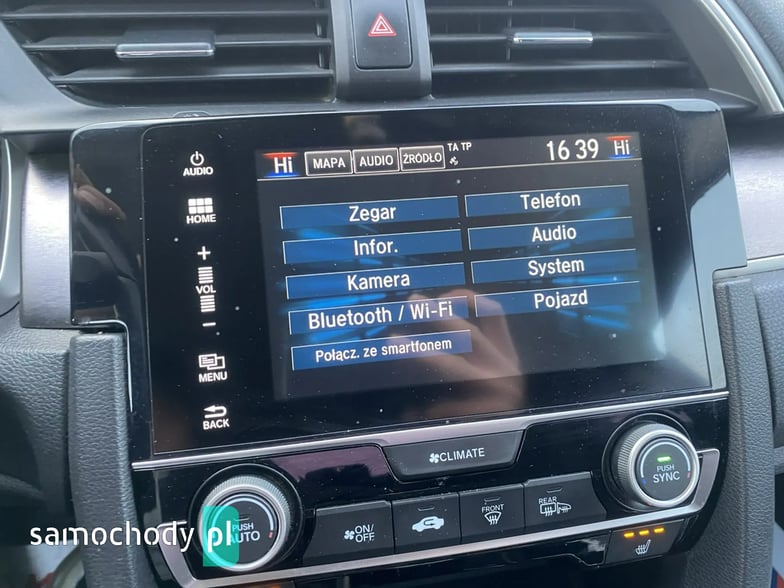 AUDIO
HOME
+
VOL
−
MENU
BACK
Hi MAPA AUDIO ŹRÓDŁO TA TP 16 39 Hi
Zegar Telefon
Infor. Audio
Kamera System
Bluetooth / Wi-Fi Pojazd
Połącz. ze smartfonem
CLIMATE
PUSH
AUTO
ON/
OFF
FRONT
REAR
PUSH
SYNC
samochody pl